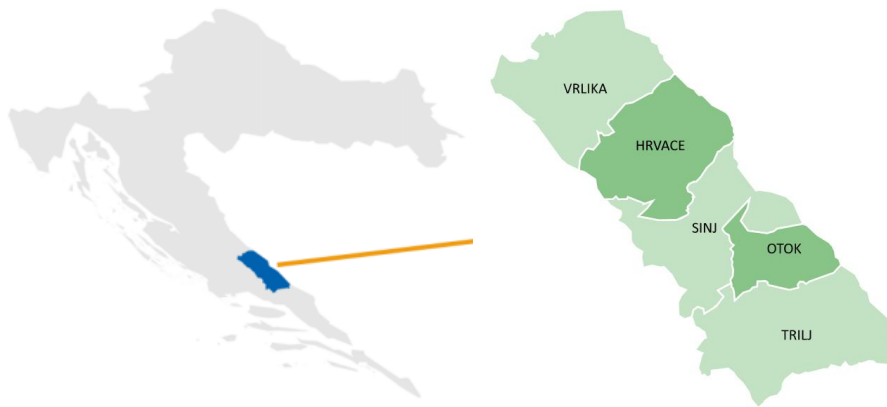 VRLIKA
HRVACE
SINJ
OTOK
TRILJ